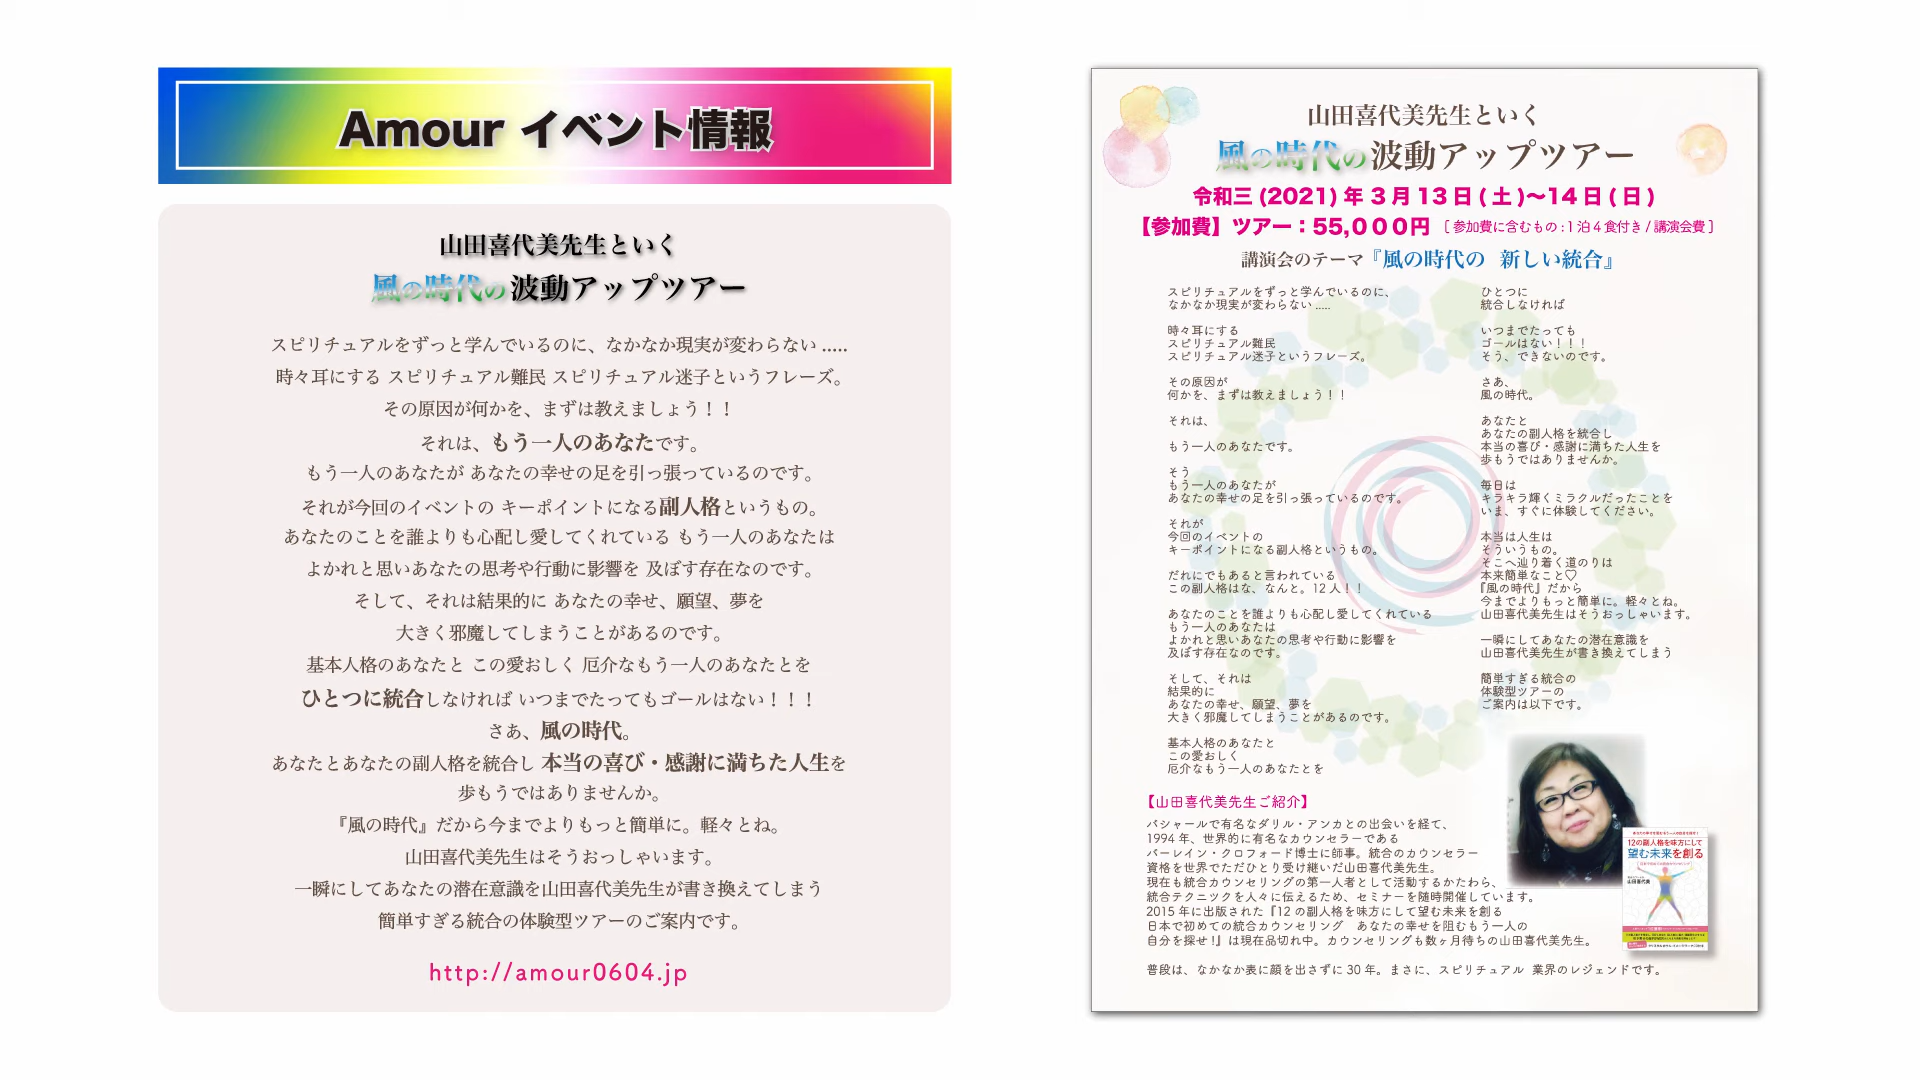 Amour イベント情報
山田喜代美先生といく
風の時代の波動アップツアー
スピリチュアルをずっと学んでいるのに、なかなか現実が変わらない .....
時々耳にする スピリチュアル難民 スピリチュアル迷子というフレーズ。
その原因が何かを、まずは教えましょう！！
それは、もう一人のあなたです。
もう一人のあなたが あなたの幸せの足を引っ張っているのです。
それが今回のイベントの キーポイントになる副人格というもの。
あなたのことを誰よりも心配し愛してくれている もう一人のあなたは
よかれと思いあなたの思考や行動に影響を 及ぼす存在なのです。
そして、それは結果的に あなたの幸せ、願望、夢を
大きく邪魔してしまうことがあるのです。
基本人格のあなたと この愛おしく 厄介なもう一人のあなたとを
ひとつに統合しなければ いつまでたってもゴールはない！！！
さあ、風の時代。
あなたとあなたの副人格を統合し 本当の喜び・感謝に満ちた人生を
歩もうではありませんか。
『風の時代』だから今までよりもっと簡単に。軽々とね。
山田喜代美先生はそうおっしゃいます。
一瞬にしてあなたの潜在意識を山田喜代美先生が書き換えてしまう
簡単すぎる統合の体験型ツアーのご案内です。
http://amour0604.jp
山田喜代美先生といく
風の時代の波動アップツアー
令和三 (2021) 年 3 月 13 日 ( 土 )〜14 日 ( 日 )
【参加費】ツアー：55,000円 ［ 参加費に含むもの : 1 泊 4 食付き / 講演会費 ］
講演会のテーマ『風の時代の 新しい統合』
スピリチュアルをずっと学んでいるのに、
なかなか現実が変わらない .....
時々耳にする
スピリチュアル難民
スピリチュアル迷子というフレーズ。
その原因が
何かを、まずは教えましょう！！
それは、
もう一人のあなたです。
そう
もう一人のあなたが
あなたの幸せの足を引っ張っているのです。
それが
今回のイベントの
キーポイントになる副人格というもの。
だれにでもあると言われている
この副人格はな、なんと。12 人！！
あなたのことを誰よりも心配し愛してくれている
もう一人のあなたは
よかれと思いあなたの思考や行動に影響を
及ぼす存在なのです。
そして、それは
結果的に
あなたの幸せ、願望、夢を
大きく邪魔してしまうことがあるのです。
基本人格のあなたと
この愛おしく
厄介なもう一人のあなたとを
ひとつに
統合しなければ
いつまでたっても
ゴールはない！！！
そう、できないのです。
さあ、
風の時代。
あなたと
あなたの副人格を統合し
本当の喜び・感謝に満ちた人生を
歩もうではありませんか。
毎日は
キラキラ輝くミラクルだったことを
いま、すぐに体験してください。
本当は人生は
そういうもの。
そこへ辿り着く道のりは
本来簡単なこと♡
『風の時代』だから
今までよりもっと簡単に。軽々とね。
山田喜代美先生はそうおっしゃいます。
一瞬にしてあなたの潜在意識を
山田喜代美先生が書き換えてしまう
簡単すぎる統合の
体験型ツアーの
ご案内は以下です。
【山田喜代美先生ご紹介】
バシャールで有名なダリル・アンカとの出会いを経て、
1994 年、世界的に有名なカウンセラーである
バーレイン・クロフォード博士に師事。統合のカウンセラー
資格を世界でただひとり受け継いだ山田喜代美先生。
現在も統合カウンセリングの第一人者として活動するかたわら、
統合テクニックを人々に伝えるため、セミナーを随時開催しています。
2015 年に出版された『12 の副人格を味方にして望む未来を創る
日本で初めての統合カウンセリング　あなたの幸せを阻むもう一人の
自分を探せ！』は現在品切れ中。カウンセリングも数ヶ月待ちの山田喜代美先生。
普段は、なかなか表に顔を出さずに 30 年。まさに、スピリチュアル 業界のレジェンドです。
12の副人格を味方にして
望む未来を創る
山田喜代美